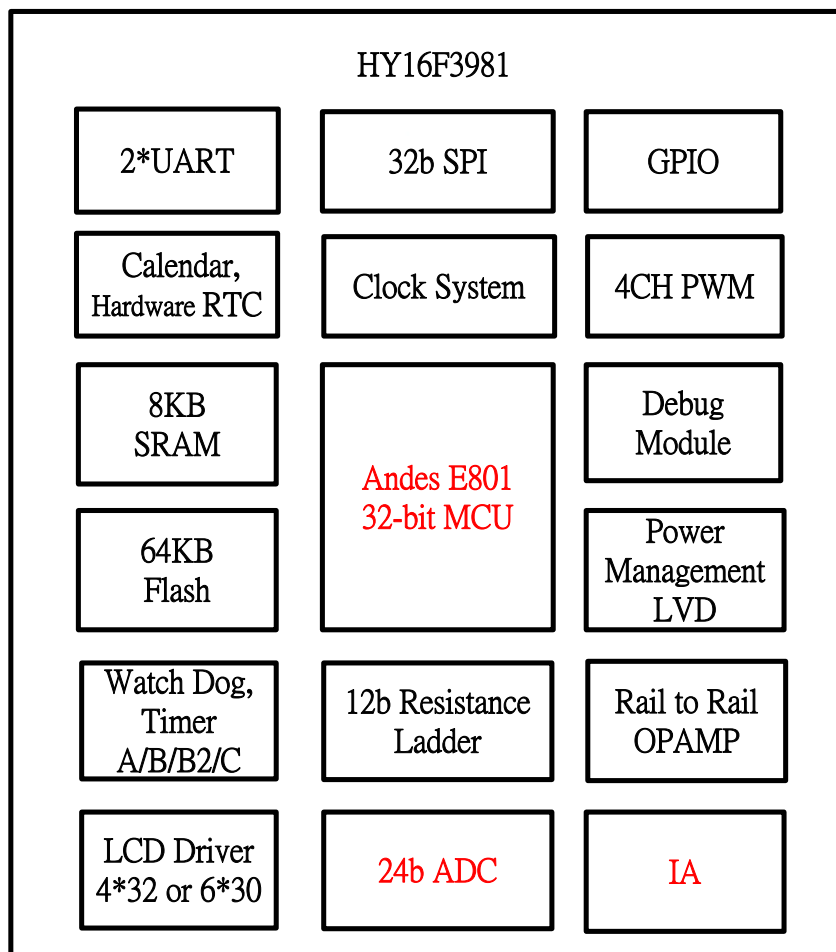 HY16F3981
2*UART
32b SPI
GPIO
Calendar,
Hardware RTC
Clock System
4CH PWM
8KB
SRAM
Andes E801
32-bit MCU
Debug
Module
64KB
Flash
Power
Management
LVD
Watch Dog,
Timer
A/B/B2/C
12b Resistance
Ladder
Rail to Rail
OPAMP
LCD Driver
4*32 or 6*30
24b ADC
IA